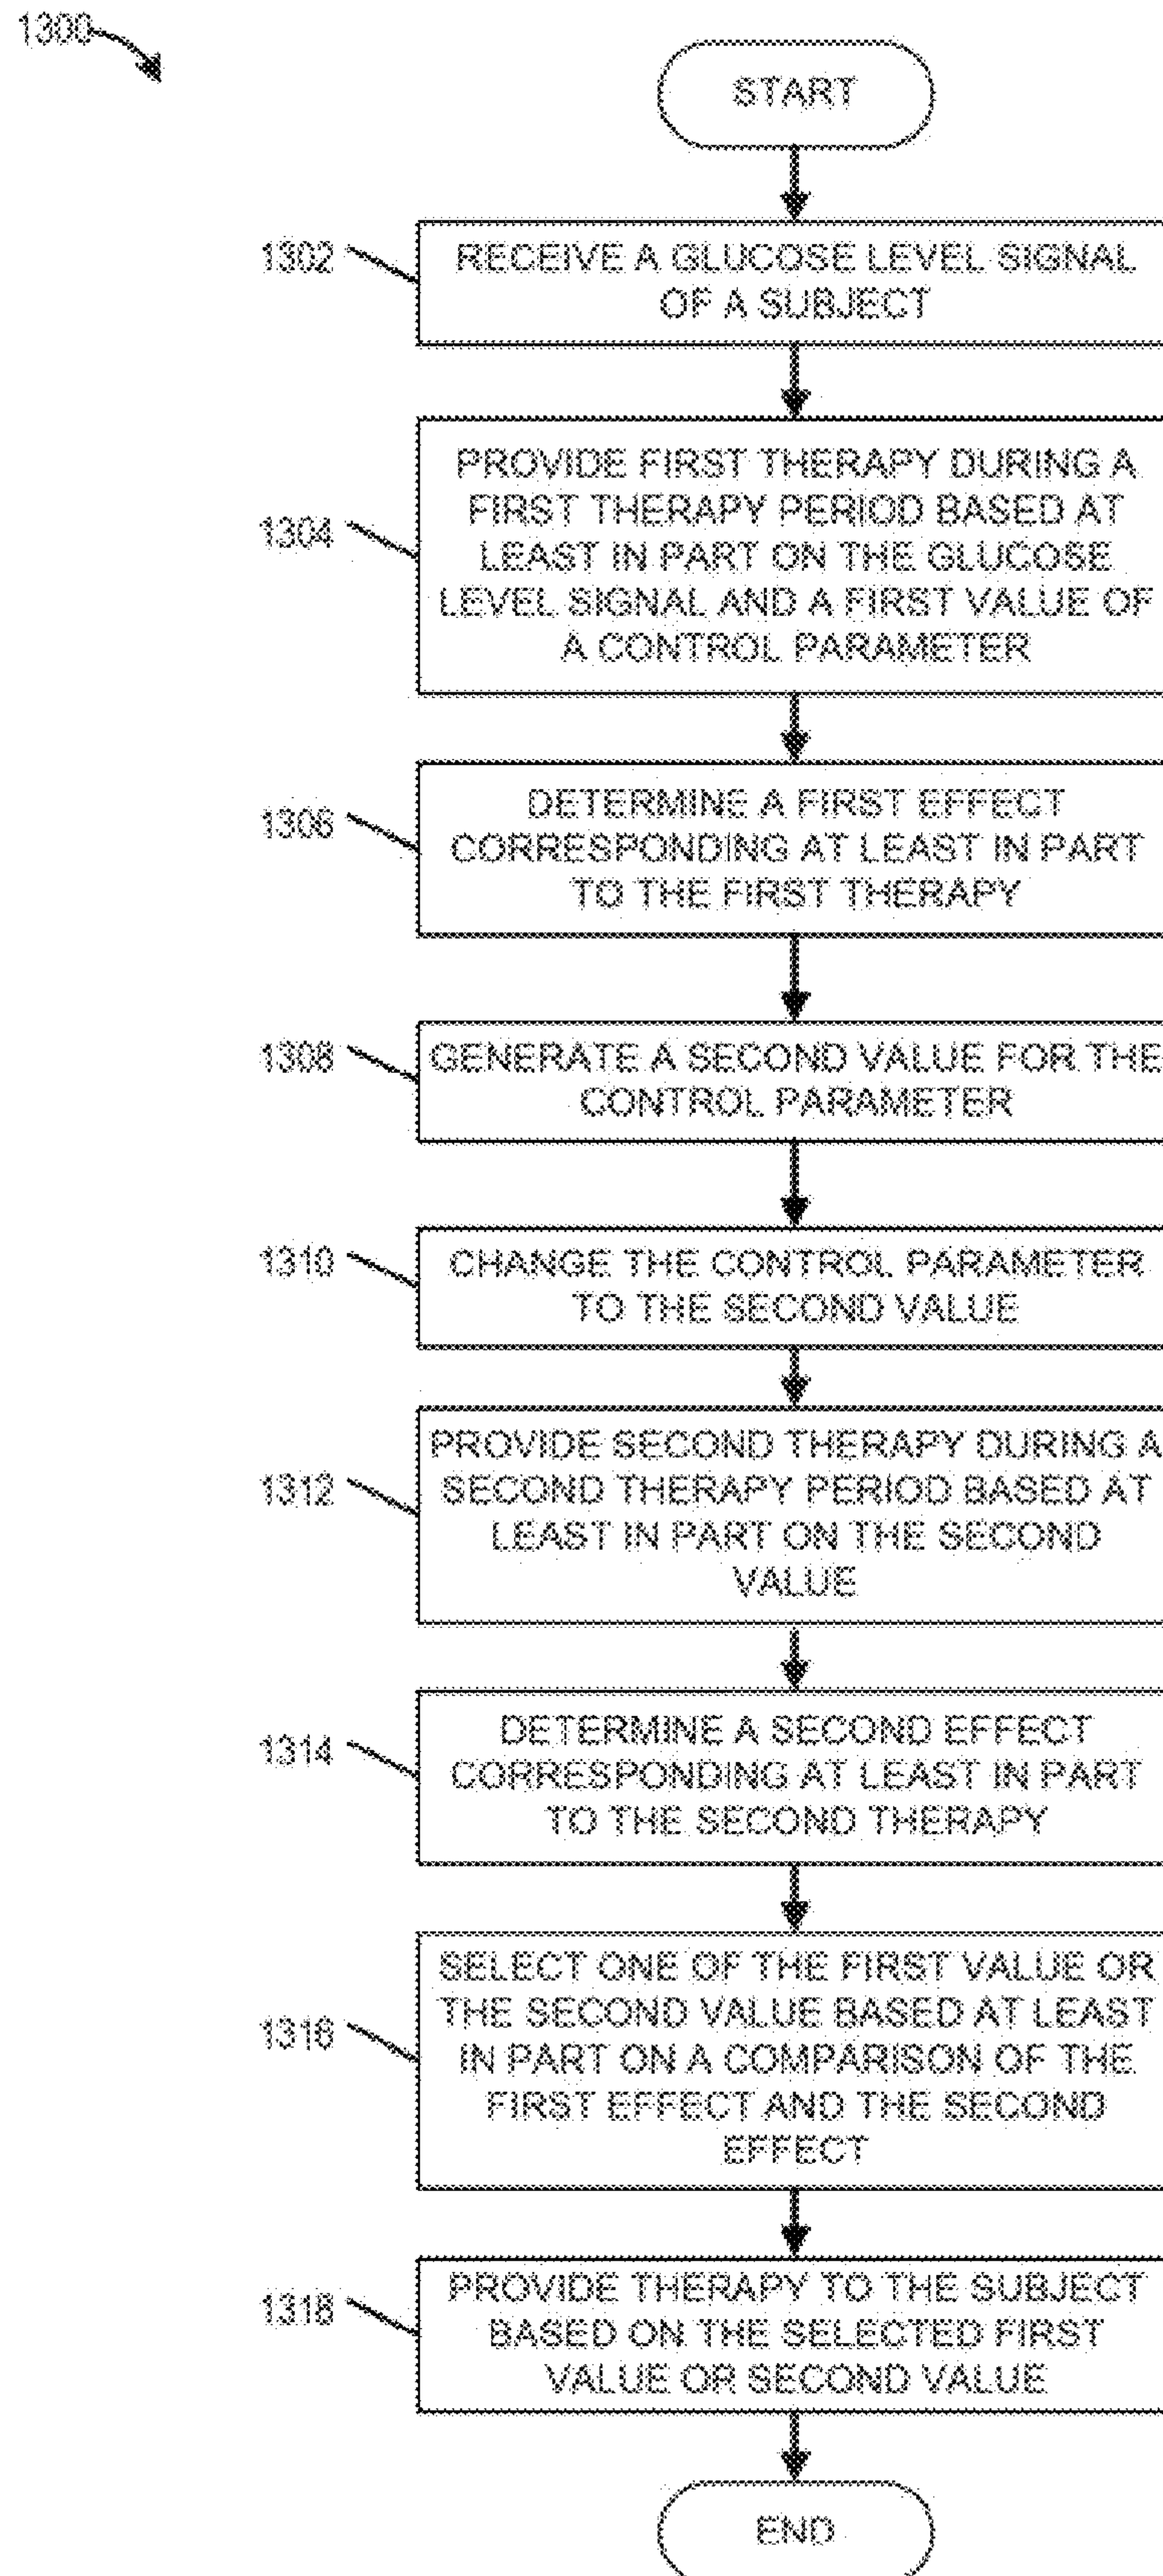 1300
START
1302
RECEIVE A GLUCOSE LEVEL SIGNAL
OF A SUBJECT
1304
PROVIDE FIRST THERAPY DURING A
FIRST THERAPY PERIOD BASED AT
LEAST IN PART ON THE GLUCOSE
LEVEL SIGNAL AND A FIRST VALUE OF
A CONTROL PARAMETER
1306
DETERMINE A FIRST EFFECT
CORRESPONDING AT LEAST IN PART
TO THE FIRST THERAPY
1308
GENERATE A SECOND VALUE FOR THE
CONTROL PARAMETER
1310
CHANGE THE CONTROL PARAMETER
TO THE SECOND VALUE
1312
PROVIDE SECOND THERAPY DURING A
SECOND THERAPY PERIOD BASED AT
LEAST IN PART ON THE SECOND
VALUE
1314
DETERMINE A SECOND EFFECT
CORRESPONDING AT LEAST IN PART
TO THE SECOND THERAPY
1316
SELECT ONE OF THE FIRST VALUE OR
THE SECOND VALUE BASED AT LEAST
IN PART ON A COMPARISON OF THE
FIRST EFFECT AND THE SECOND
EFFECT
1318
PROVIDE THERAPY TO THE SUBJECT
BASED ON THE SELECTED FIRST
VALUE OR SECOND VALUE
END